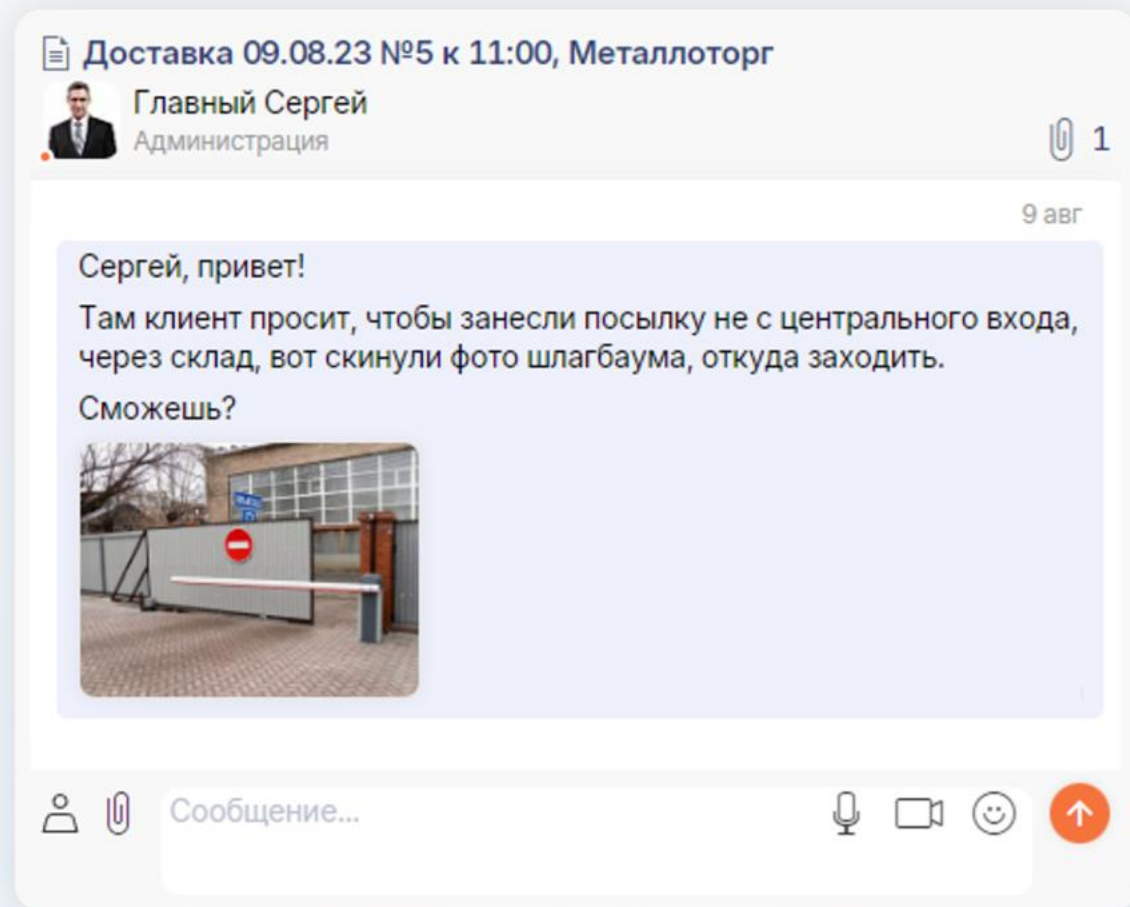 Доставка 09.08.23 №5 к 11:00, Металлоторг
Главный Сергей
Администрация
1
9 авг
Сергей, привет!
Там клиент просит, чтобы занесли посылку не с центрального входа,
через склад, вот скинули фото шлагбаума, откуда заходить.
Сможешь?
Сообщение...